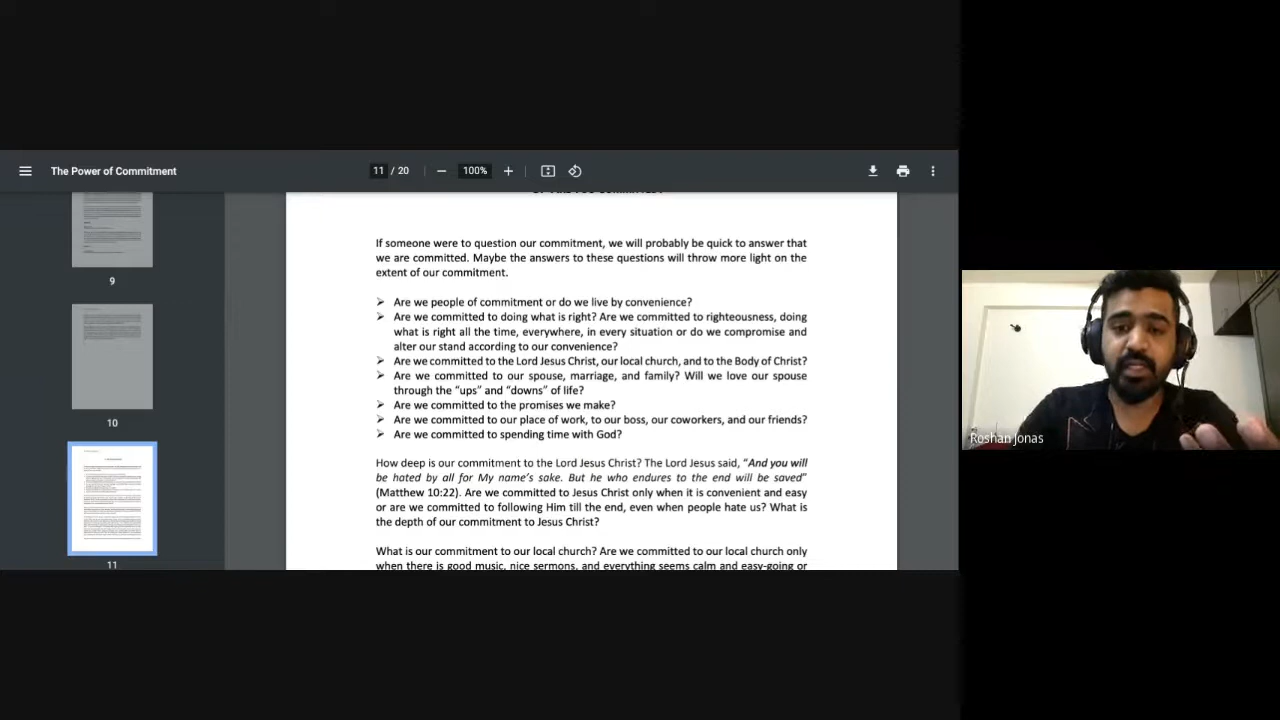 The Power of Commitment
11 / 20
100%
If someone were to question our commitment, we will probably be quick to answer that
we are committed. Maybe the answers to these questions will throw more light on the
extent of our commitment.
➢ Are we people of commitment or do we live by convenience?
➢ Are we committed to doing what is right? Are we committed to righteousness, doing
what is right all the time, everywhere, in every situation or do we compromise and
alter our stand according to our convenience?
➢ Are we committed to the Lord Jesus Christ, our local church, and to the Body of Christ?
➢ Are we committed to our spouse, marriage, and family? Will we love our spouse
through the “ups” and “downs” of life?
➢ Are we committed to the promises we make?
➢ Are we committed to our place of work, to our boss, our coworkers, and our friends?
➢ Are we committed to spending time with God?
How deep is our commitment to the Lord Jesus Christ? The Lord Jesus said, “And you will
be hated by all for My name’s sake. But he who endures to the end will be saved”
(Matthew 10:22). Are we committed to Jesus Christ only when it is convenient and easy
or are we committed to following Him till the end, even when people hate us? What is
the depth of our commitment to Jesus Christ?
What is our commitment to our local church? Are we committed to our local church only
when there is good music, nice sermons, and everything seems calm and easy-going or
9
10
11
Roshan Jonas